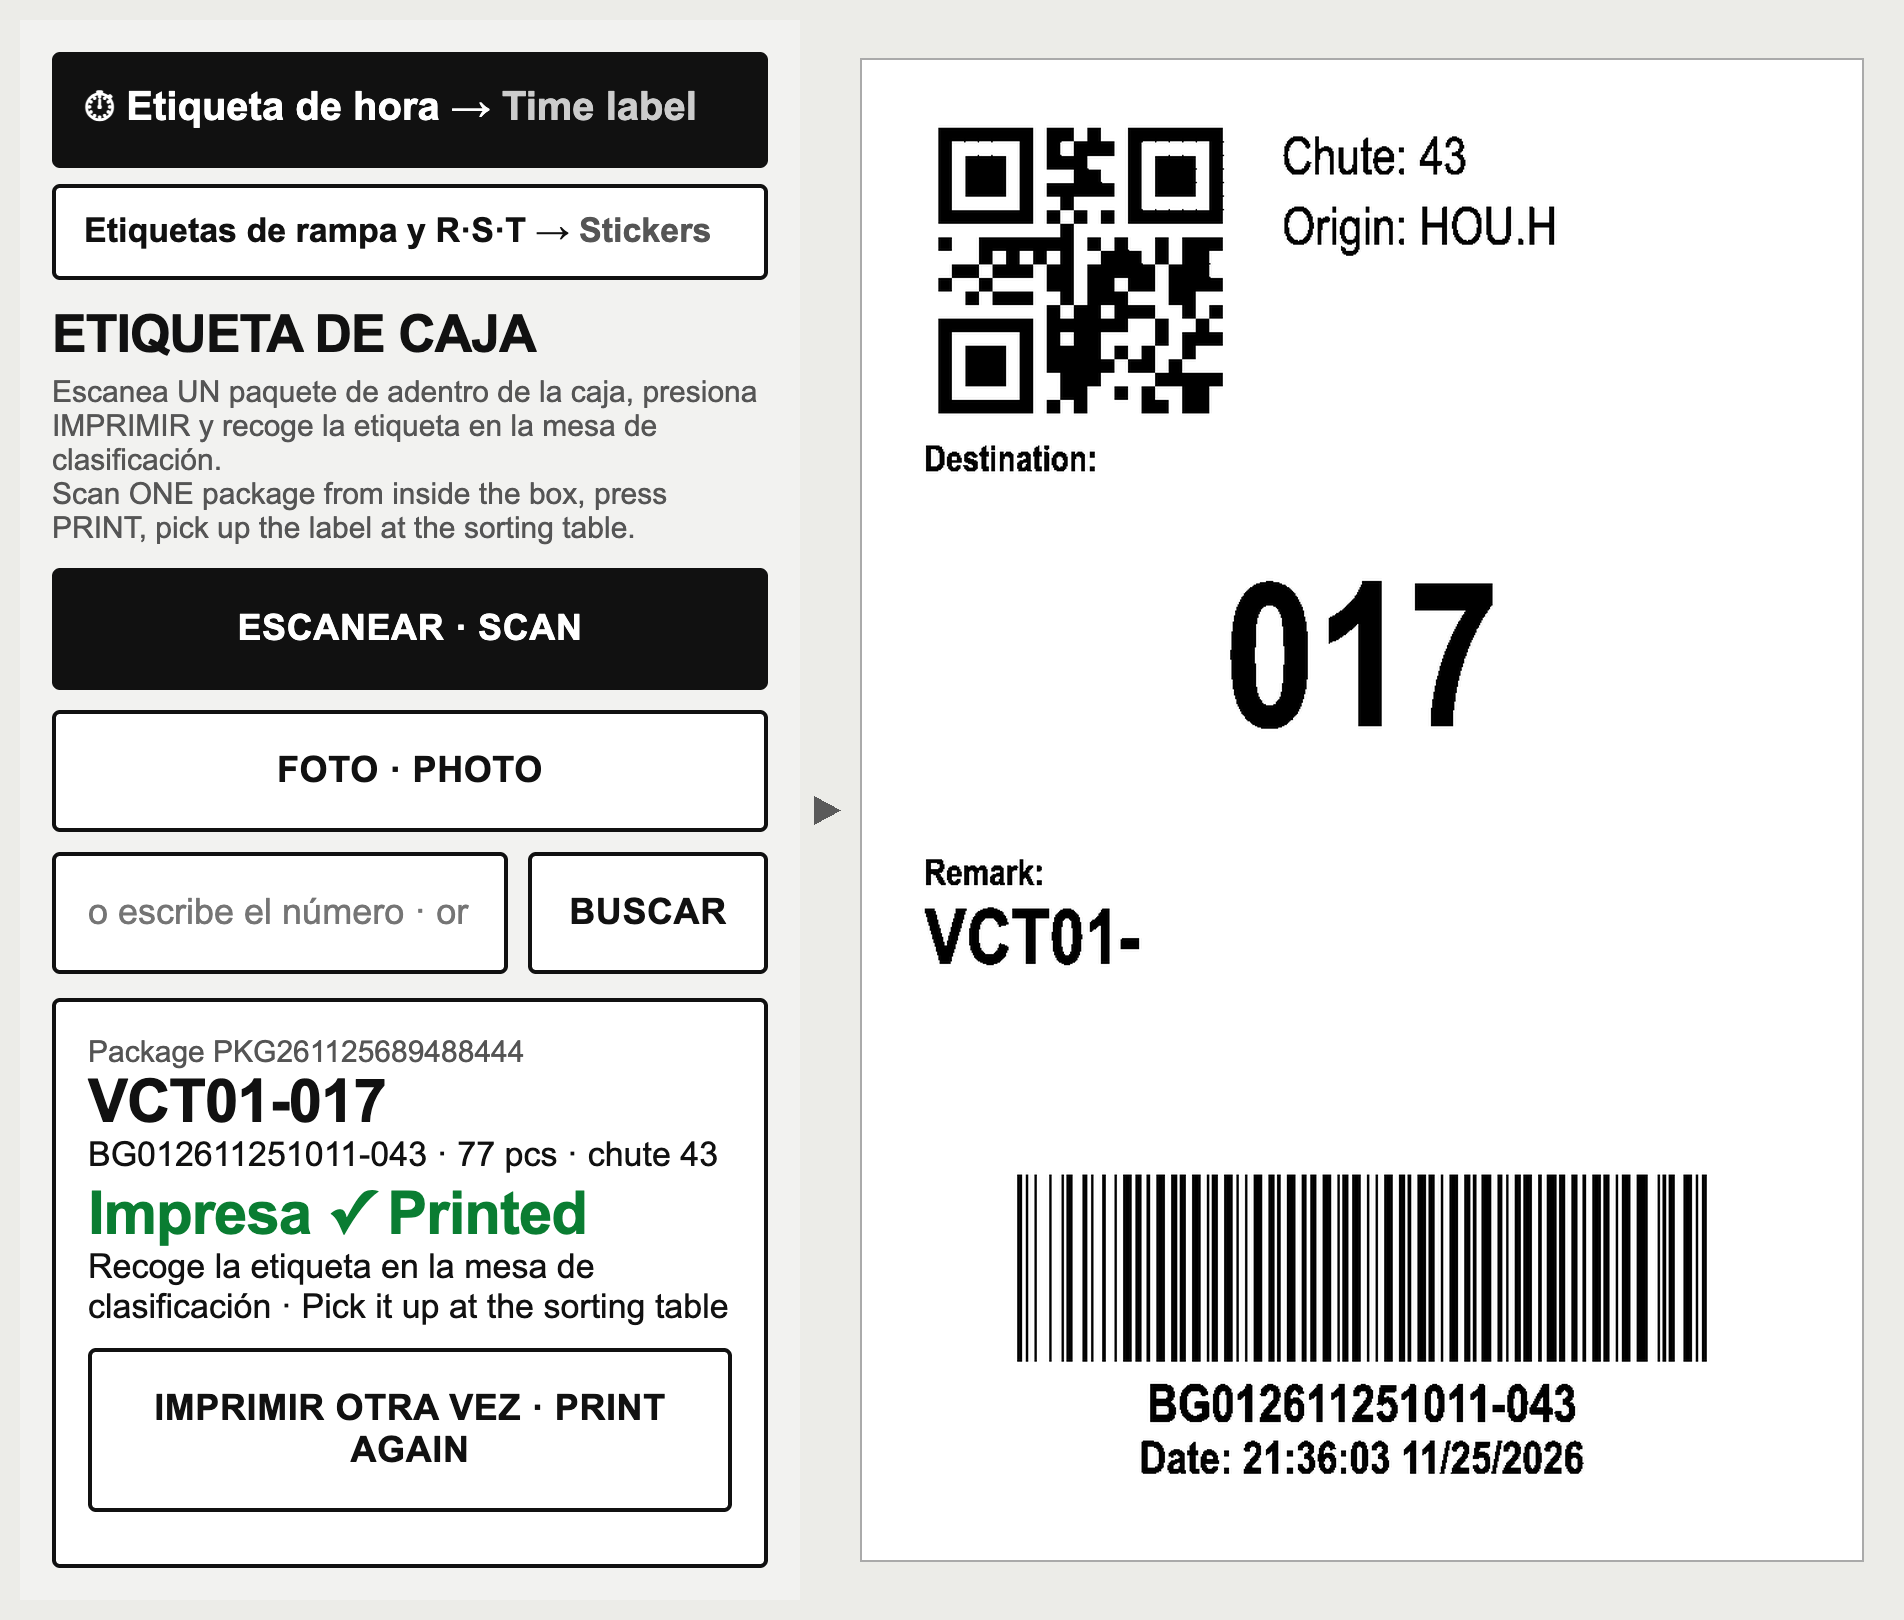 ⏱ Etiqueta de hora → Time label
Etiquetas de rampa y R·S·T → Stickers
ETIQUETA DE CAJA
Escanea UN paquete de adentro de la caja, presiona
IMPRIMIR y recoge la etiqueta en la mesa de
clasificación.
Scan ONE package from inside the box, press
PRINT, pick up the label at the sorting table.
ESCANEAR · SCAN
FOTO · PHOTO
o escribe el número · or
BUSCAR
Package PKG261125689488444
VCT01-017
BG012611251011-043 · 77 pcs · chute 43
Impresa ✓ Printed
Recoge la etiqueta en la mesa de
clasificación · Pick it up at the sorting table
IMPRIMIR OTRA VEZ · PRINT
AGAIN
Chute: 43
Origin: HOU.H
Destination:
017
Remark:
VCT01-
BG012611251011-043
Date: 21:36:03 11/25/2026